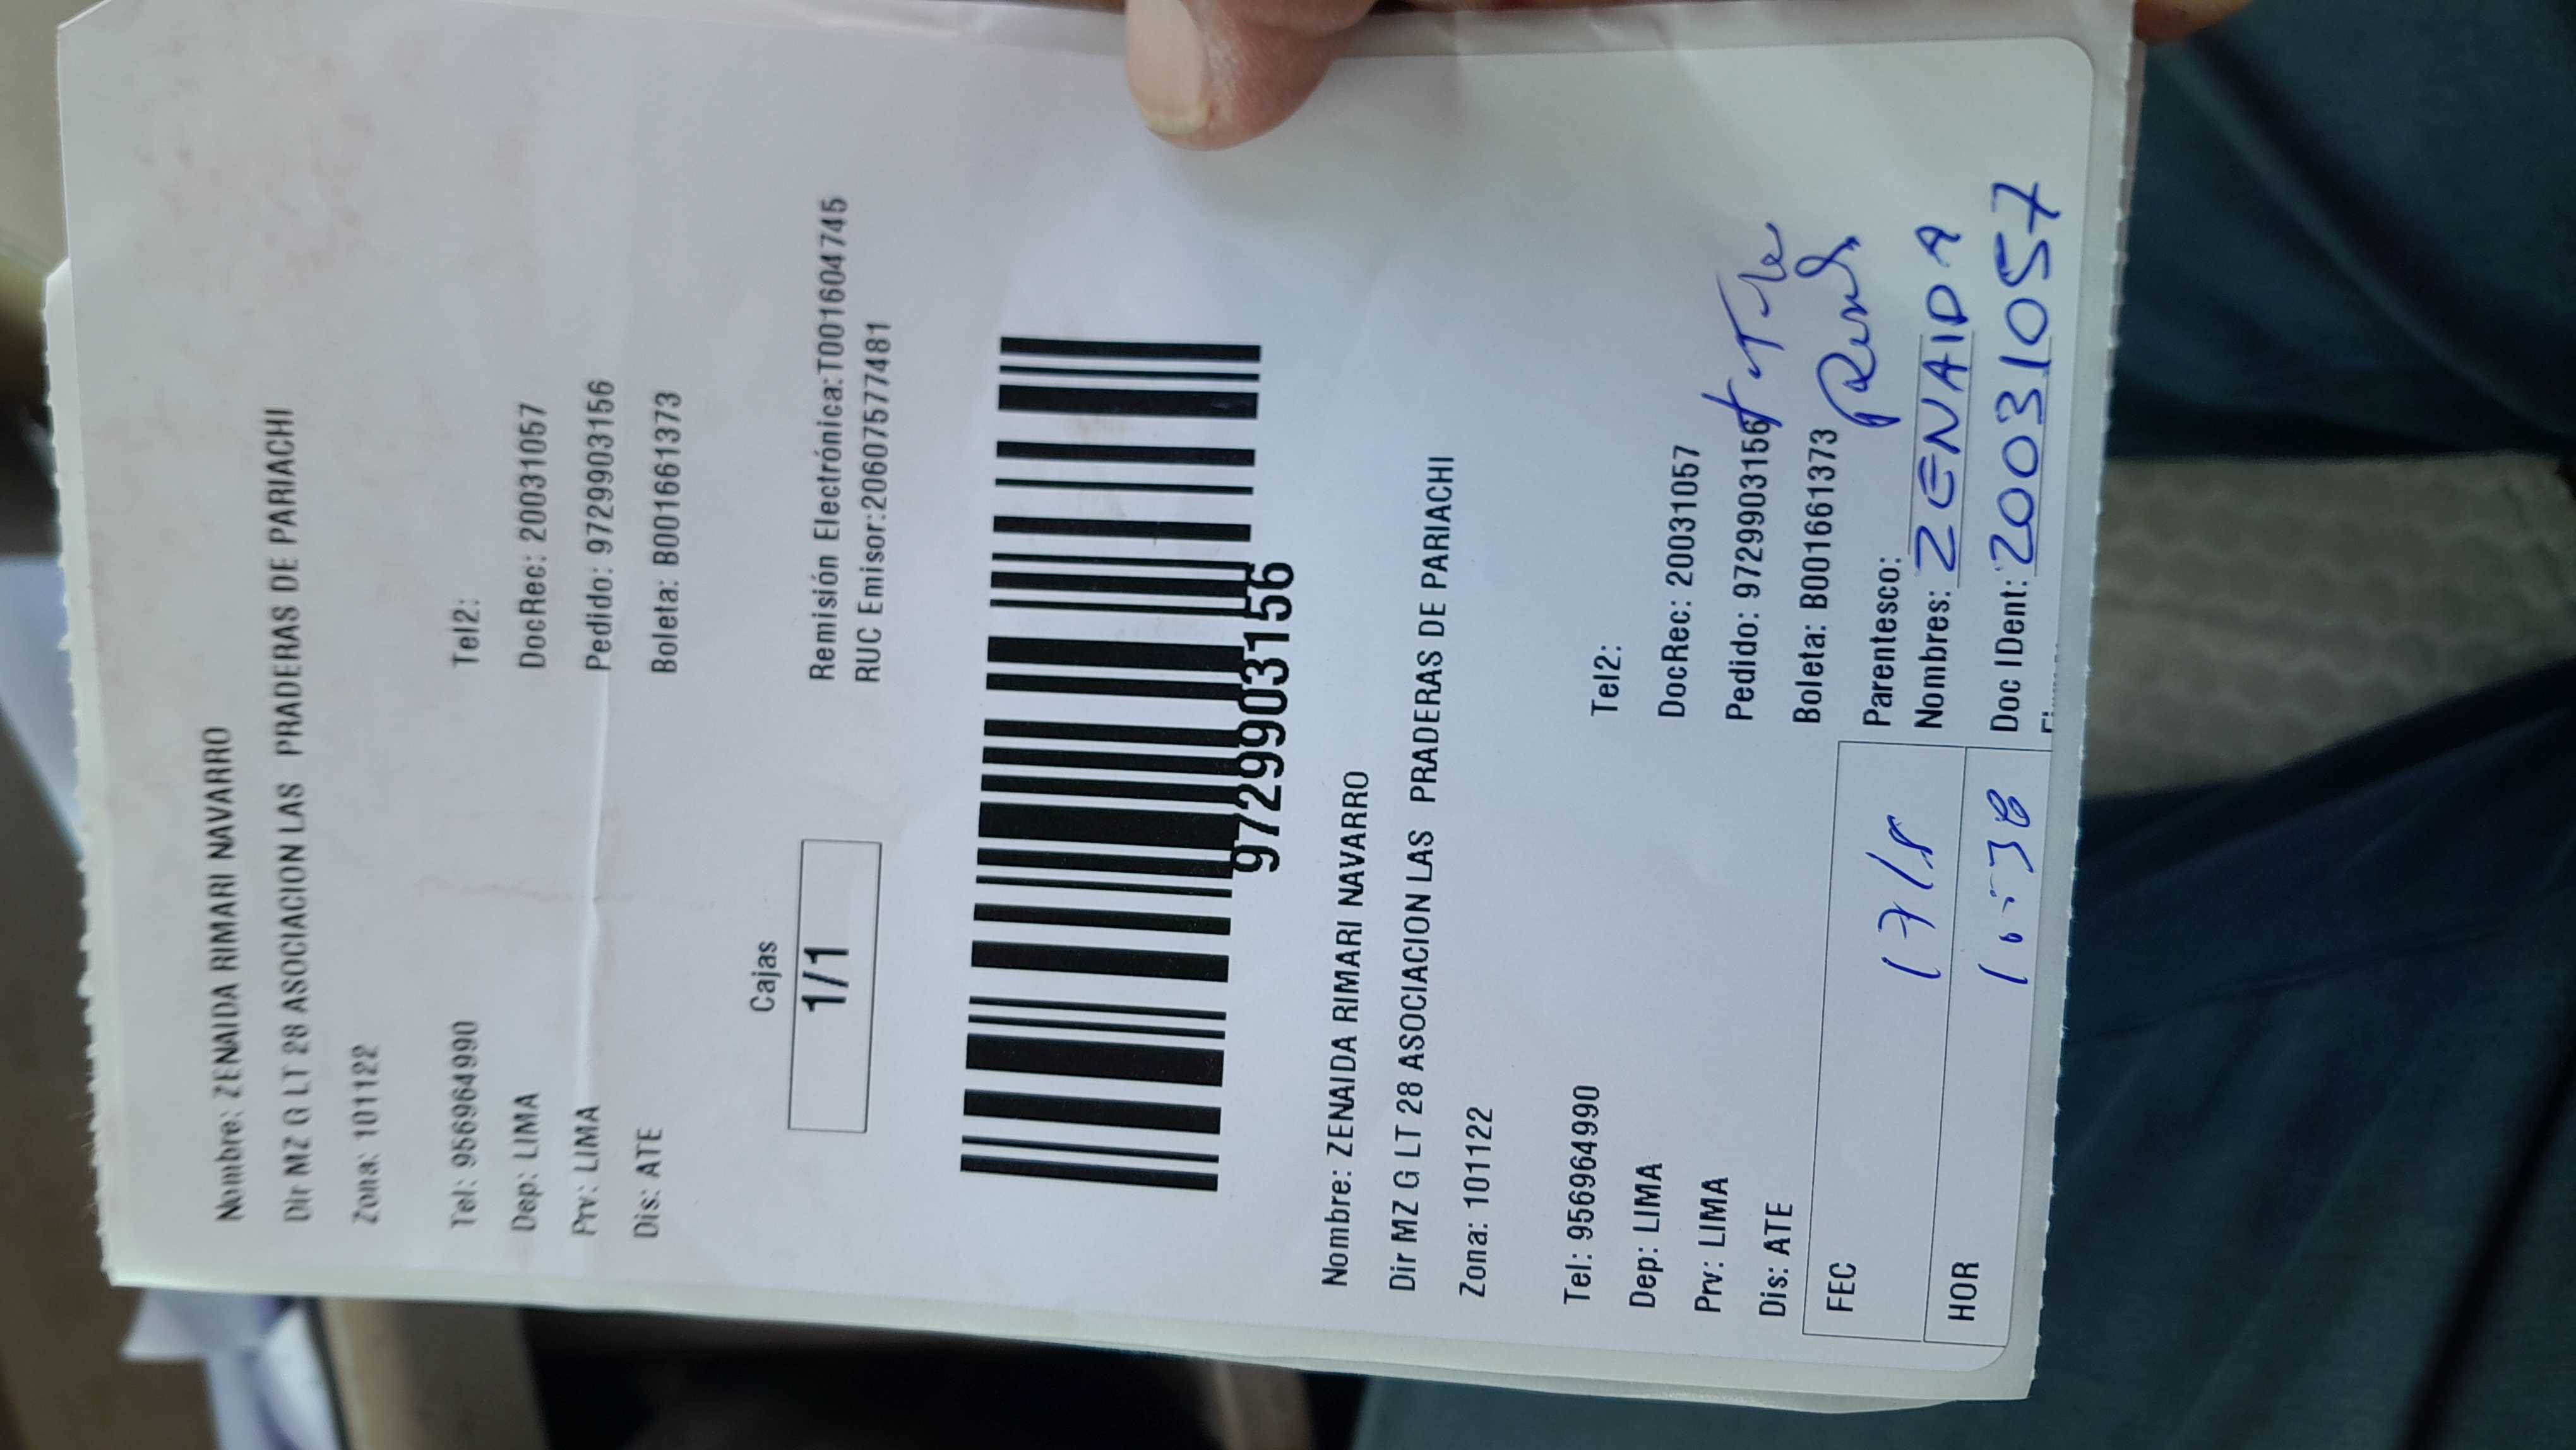 Nombre: ZENAIDA RIMARI NAVARRO
Dir MZ G LT 28 ASOCIACION LAS PRADERAS DE PARIACHI
Zona: 101122
Tel: 956964990 Tel2:
Dep: LIMA DocRec: 20031057
Prv: LIMA Pedido: 9729903156
Dis: ATE Boleta: B001661373
Cajas
1/1
Remisión Electrónica:T001604745
RUC Emisor:20607577481
9729903156
Nombre: ZENAIDA RIMARI NAVARRO
Dir MZ G LT 28 ASOCIACION LAS PRADERAS DE PARIACHI
Zona: 101122
Tel: 956964990 Tel2:
Dep: LIMA DocRec: 20031057
Prv: LIMA Pedido: 9729903156
Dis: ATE Boleta: B001661373
FEC 17/8
HOR
Parentesco:
Nombres: ZENAIDA
Doc IDent: 20031057